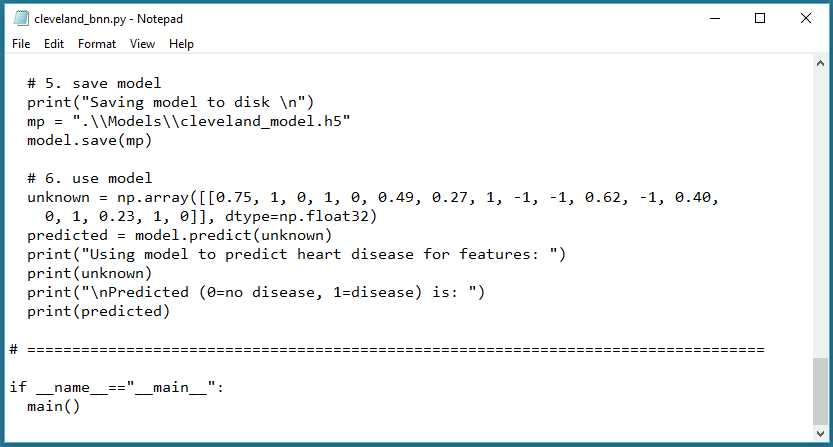 cleveland_bnn.py - Notepad
File Edit Format View Help
# 5. save model
print("Saving model to disk \n")
mp = ".\\Models\\cleveland_model.h5"
model.save(mp)
# 6. use model
unknown = np.array([[0.75, 1, 0, 1, 0, 0.49, 0.27, 1, -1, -1, 0.62, -1, 0.40,
0, 1, 0.23, 1, 0]], dtype=np.float32)
predicted = model.predict(unknown)
print("Using model to predict heart disease for features: ")
print(unknown)
print("\nPredicted (0=no disease, 1=disease) is: ")
print(predicted)
# ==================================================================================
if __name__=="__main__":
main()